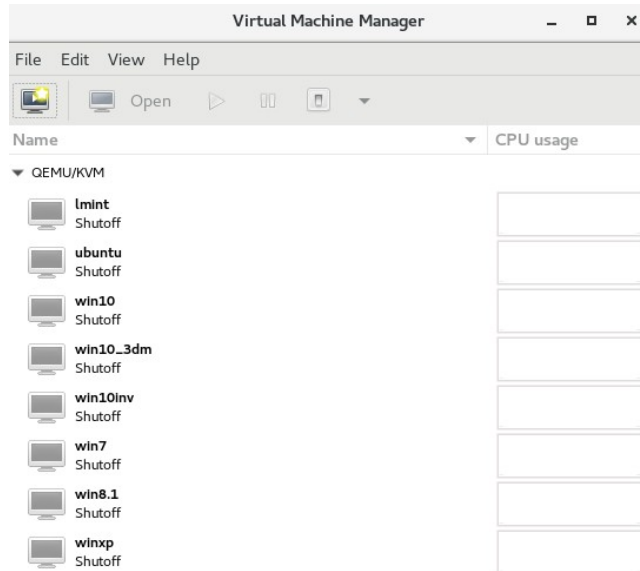 Virtual Machine Manager
File Edit View Help
Open
Name CPU usage
QEMU/KVM
lmint
Shutoff
ubuntu
Shutoff
win10
Shutoff
win10_3dm
Shutoff
win10inv
Shutoff
win7
Shutoff
win8.1
Shutoff
winxp
Shutoff